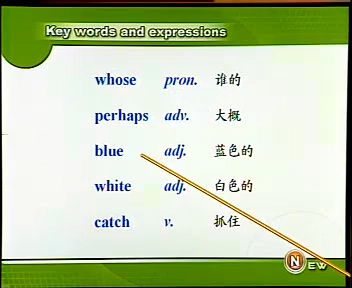 Key words and expressions
whose pron. 谁的
perhaps adv. 大概
blue adj. 蓝色的
white adj. 白色的
catch v. 抓住
NEW